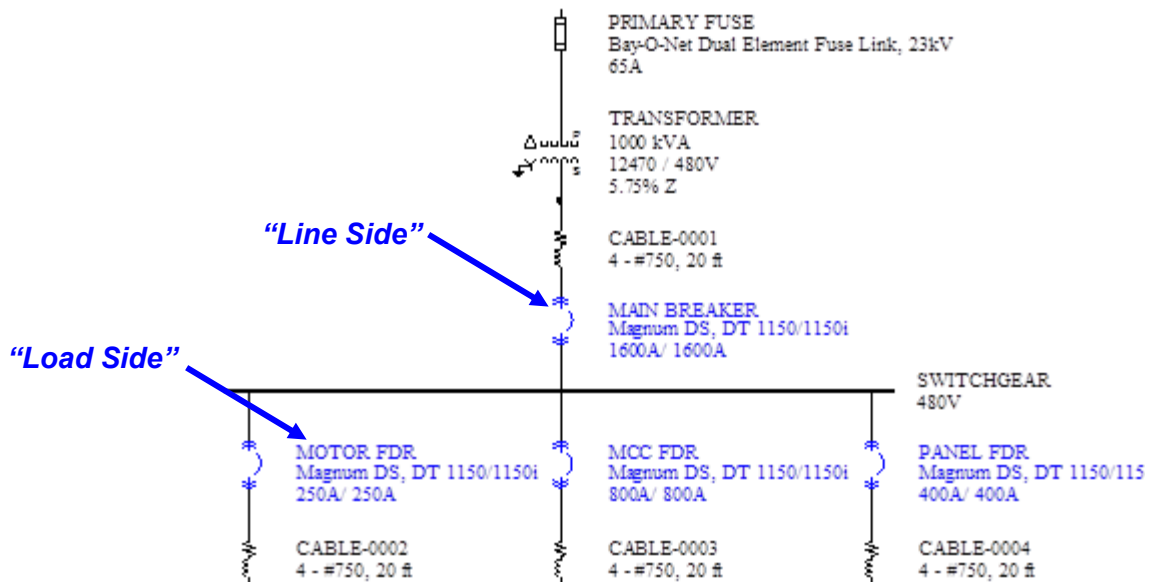 PRIMARY FUSE
Bay-O-Net Dual Element Fuse Link, 23kV
65A
TRANSFORMER
1000 kVA
12470 / 480V
5.75% Z
P
S
“Line Side”
CABLE-0001
4 - #750, 20 ft
MAIN BREAKER
Magnum DS, DT 1150/1150i
1600A/ 1600A
“Load Side”
SWITCHGEAR
480V
MOTOR FDR
Magnum DS, DT 1150/1150i
250A/ 250A
MCC FDR
Magnum DS, DT 1150/1150i
800A/ 800A
PANEL FDR
Magnum DS, DT 1150/115
400A/ 400A
CABLE-0002
4 - #750, 20 ft
CABLE-0003
4 - #750, 20 ft
CABLE-0004
4 - #750, 20 ft